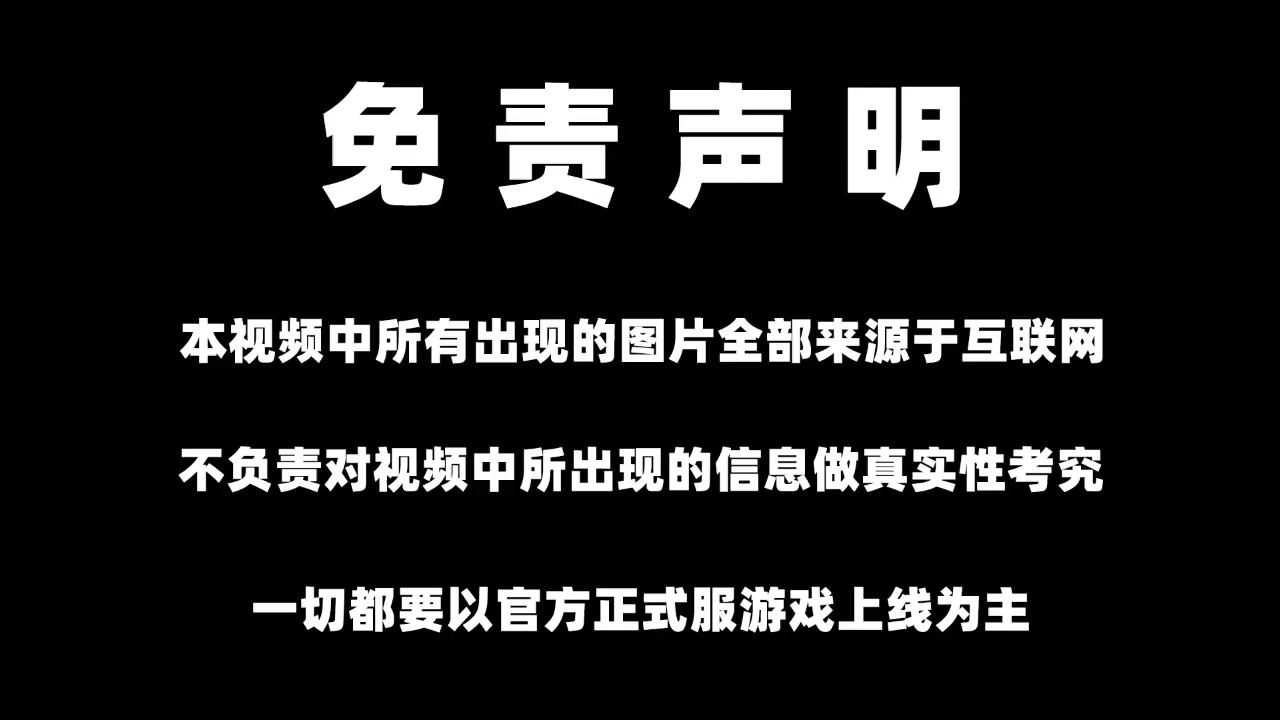 免责声明
本视频中所有出现的图片全部来源于互联网
不负责对视频中所出现的信息做真实性考究
一切都要以官方正式服游戏上线为主